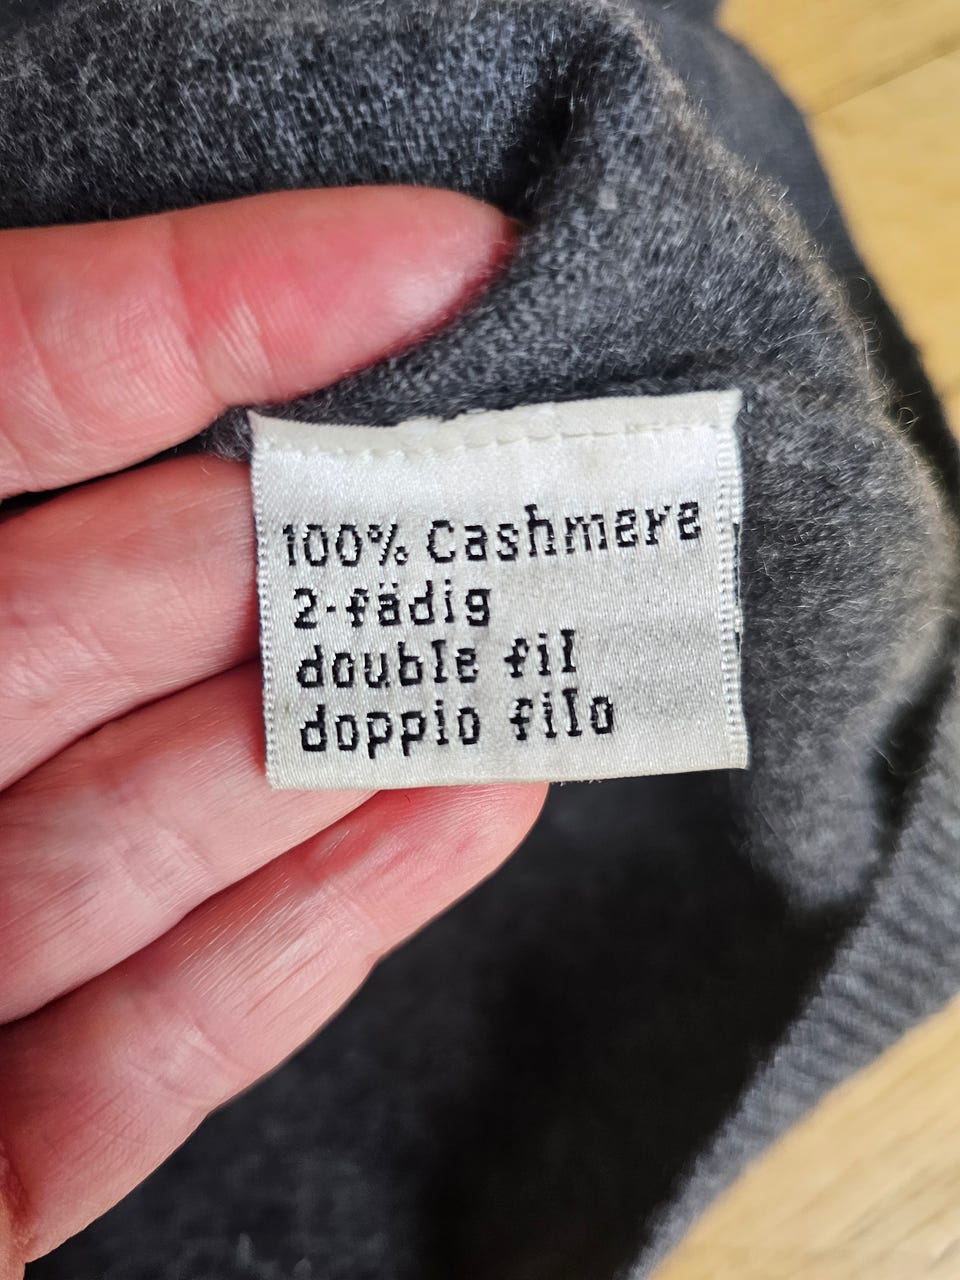 100% Cashmere
2-fädig
double fil
doppio filo